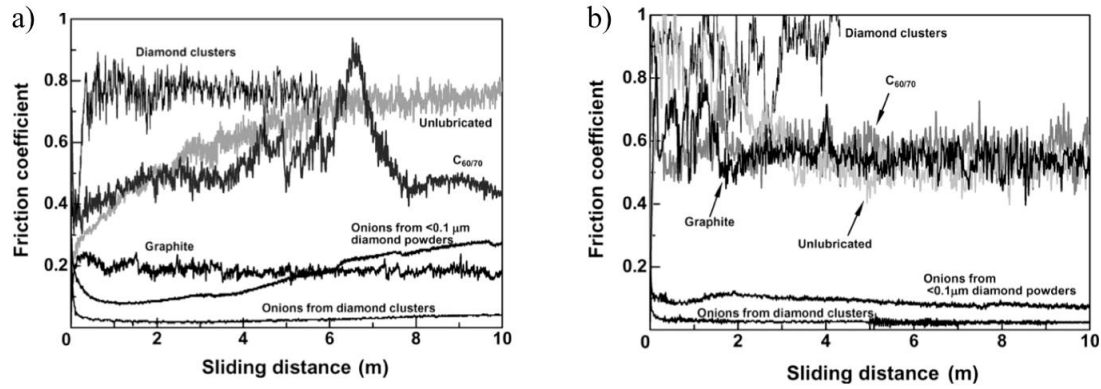 a)
Friction coefficient
1
0.8
0.6
0.4
0.2
0
2
4
6
8
10
Sliding distance (m)
Diamond clusters
Unlubricated
C60/70
Onions from <0.1 μm
diamond powders
Graphite
Onions from diamond clusters
b)
Friction coefficient
1
0.8
0.6
0.4
0.2
0
0
2
4
6
8
10
Sliding distance (m)
Diamond clusters
C60/70
Graphite
Unlubricated
Onions from
<0.1μm diamond powders
Onions from diamond clusters